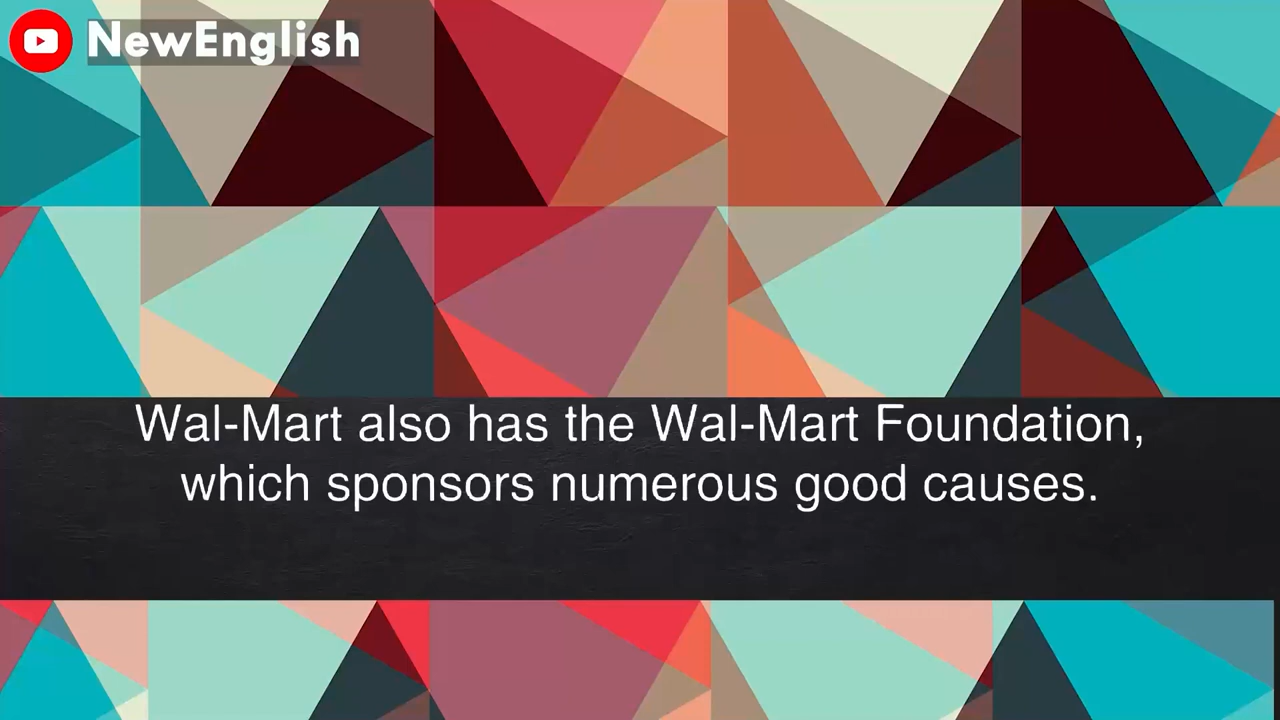 NewEnglish
Wal-Mart also has the Wal-Mart Foundation,
which sponsors numerous good causes.